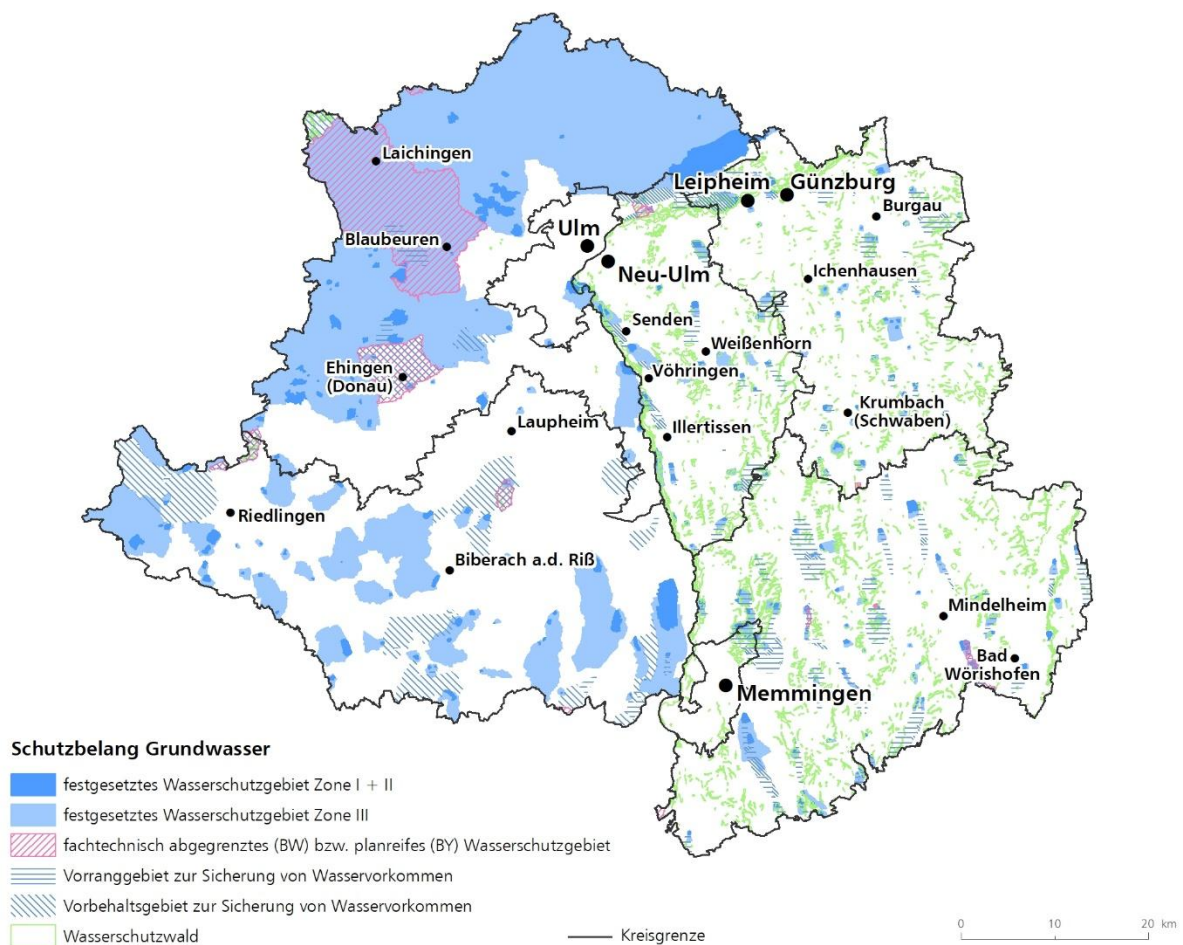 Laichingen
Leipheim
Günzburg
Burgau
Ulm
Blaubeuren
Neu-Ulm
Ichenhausen
Senden
Weißenhorn
Vöhringen
Ehingen
(Donau)
Krumbach
(Schwaben)
Laupheim
Illertissen
Riedlingen
Biberach a.d. Riß
Mindelheim
Bad
Wörishofen
Memmingen
Schutzbelang Grundwasser
festgesetztes Wasserschutzgebiet Zone I + II
festgesetztes Wasserschutzgebiet Zone III
fachtechnisch abgegrenztes (BW) bzw. planreifes (BY) Wasserschutzgebiet
Vorranggebiet zur Sicherung von Wasservorkommen
Vorbehaltsgebiet zur Sicherung von Wasservorkommen
Wasserschutzwald
Kreisgrenze
0 10 20 km